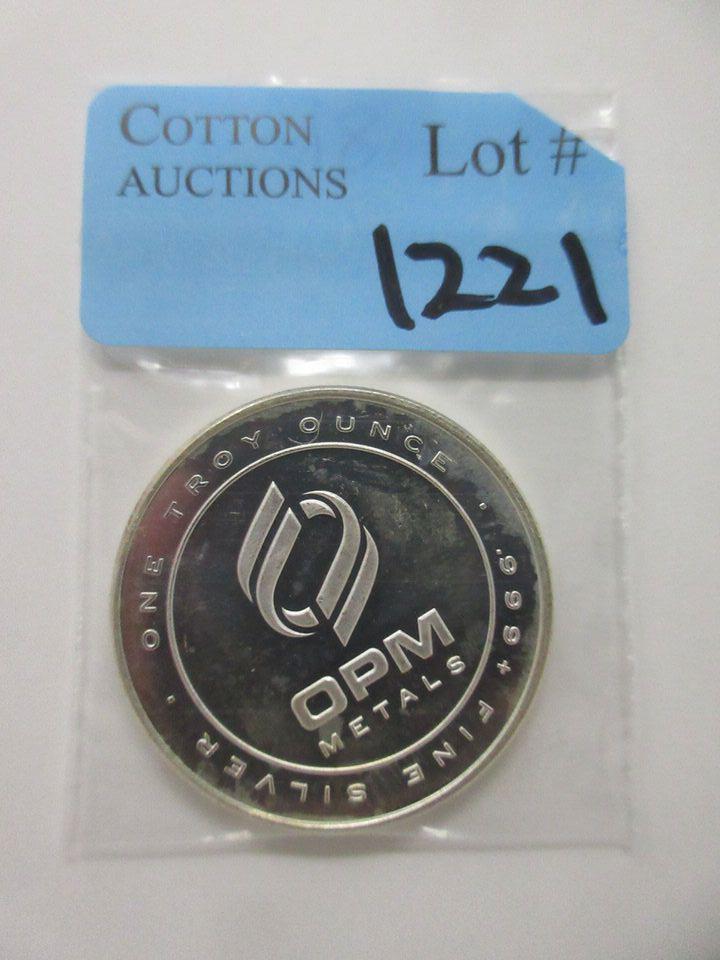 COTTON
AUCTIONS
Lot #
1221
ONE TROY OUNCE · .999+ FINE SILVER ·
OPM
METALS